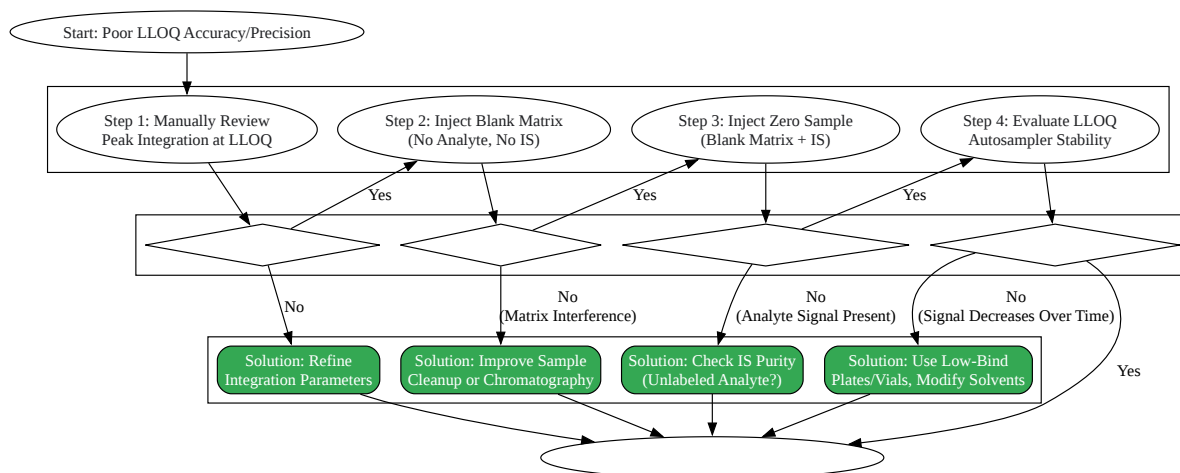 Start: Poor LLOQ Accuracy/Precision
Step 1: Manually Review
Peak Integration at LLOQ
Step 2: Inject Blank Matrix
(No Analyte, No IS)
Step 3: Inject Zero Sample
(Blank Matrix + IS)
Step 4: Evaluate LLOQ
Autosampler Stability
Yes
Yes
Yes
No
No
(Matrix Interference)
No
(Analyte Signal Present)
No
(Signal Decreases Over Time)
Yes
Solution: Refine
Integration Parameters
Solution: Improve Sample
Cleanup or Chromatography
Solution: Check IS Purity
(Unlabeled Analyte?)
Solution: Use Low-Bind
Plates/Vials, Modify Solvents